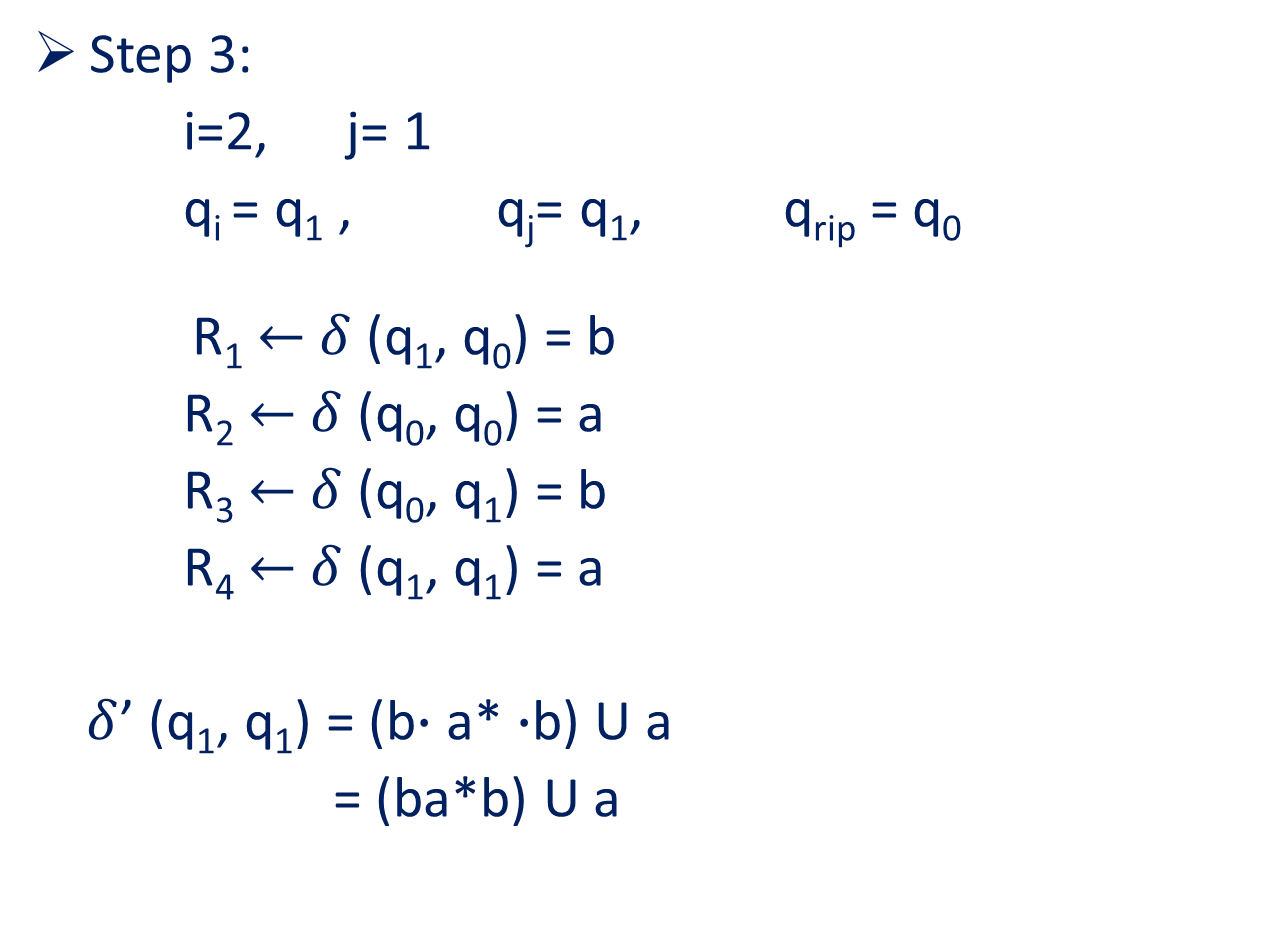 ➢ Step 3:
i=2, j= 1
qᵢ = q₁ , qⱼ= q₁, q_rip = q₀
R₁ ← 𝛿 (q₁, q₀) = b
R₂ ← 𝛿 (q₀, q₀) = a
R₃ ← 𝛿 (q₀, q₁) = b
R₄ ← 𝛿 (q₁, q₁) = a
𝛿’ (q₁, q₁) = (b· a* ·b) U a
= (ba*b) U a